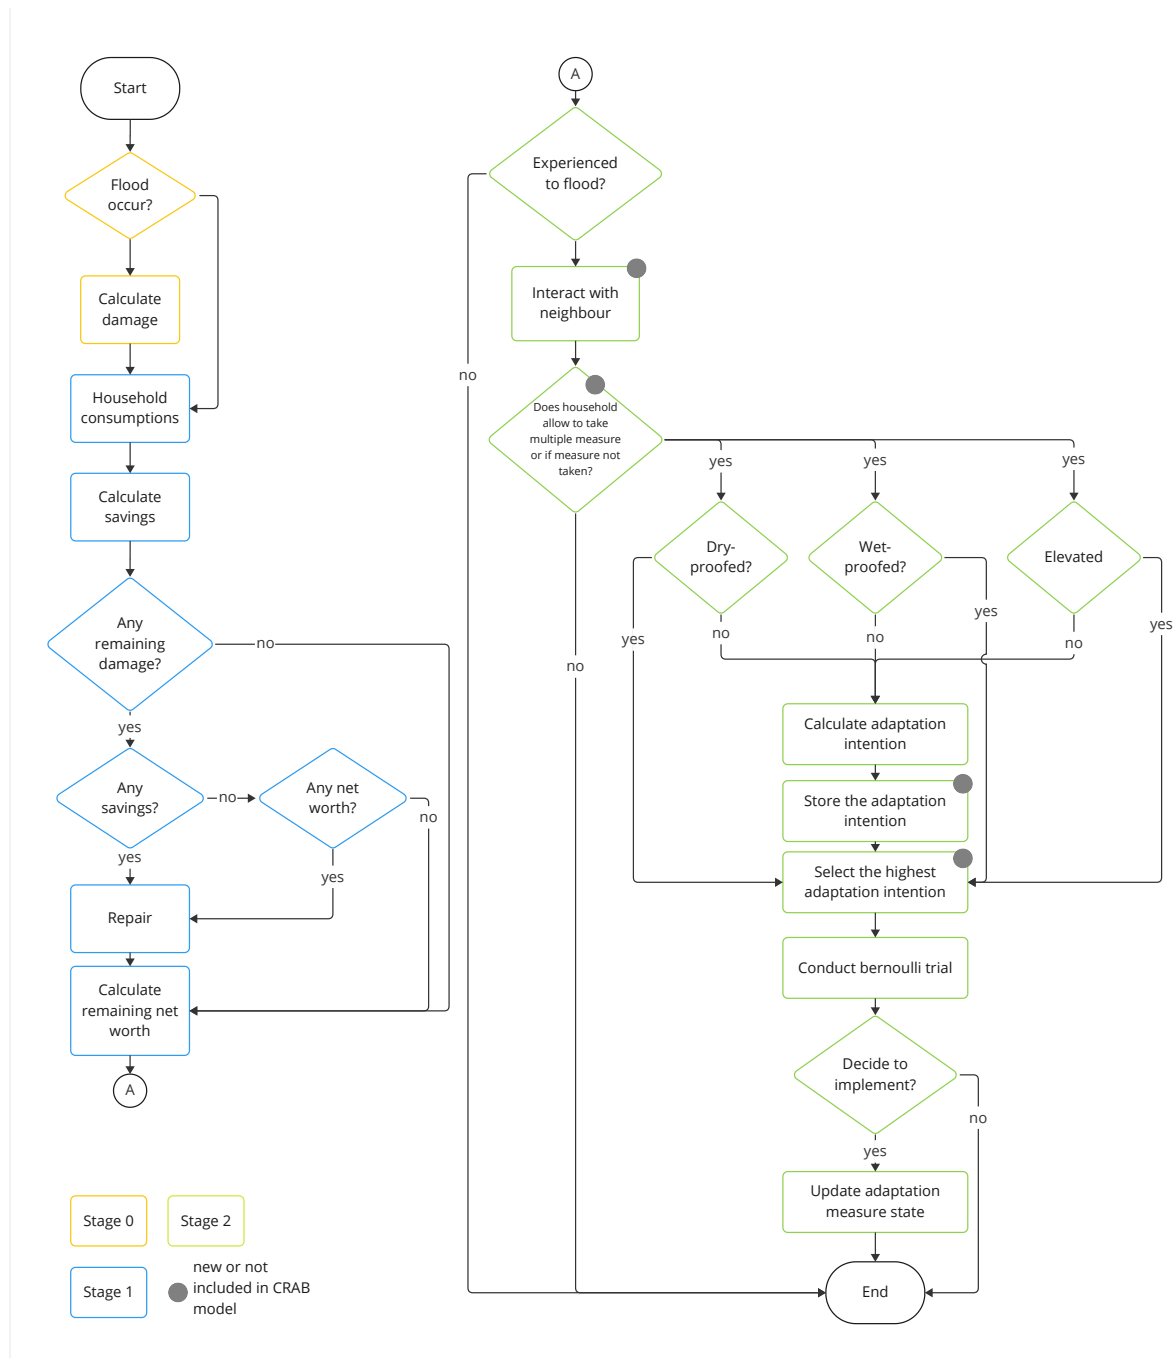 Start
Flood
occur?
Calculate
damage
Household
consumptions
Calculate
savings
Any
remaining
damage?
no
yes
Any
savings?
no
Any net
worth?
no
yes
yes
Repair
Calculate
remaining net
worth
A
Stage 0
Stage 2
Stage 1
new or not
included in CRAB
model
A
Experienced
to flood?
no
Interact with
neighbour
Does household
allow to take
multiple measure
or if measure not
taken?
no
yes
yes
yes
Dry-
proofed?
Wet-
proofed?
Elevated
yes
no
no
yes
no
yes
Calculate adaptation
intention
Store the adaptation
intention
Select the highest
adaptation intention
Conduct bernoulli trial
Decide to
implement?
no
yes
Update adaptation
measure state
End